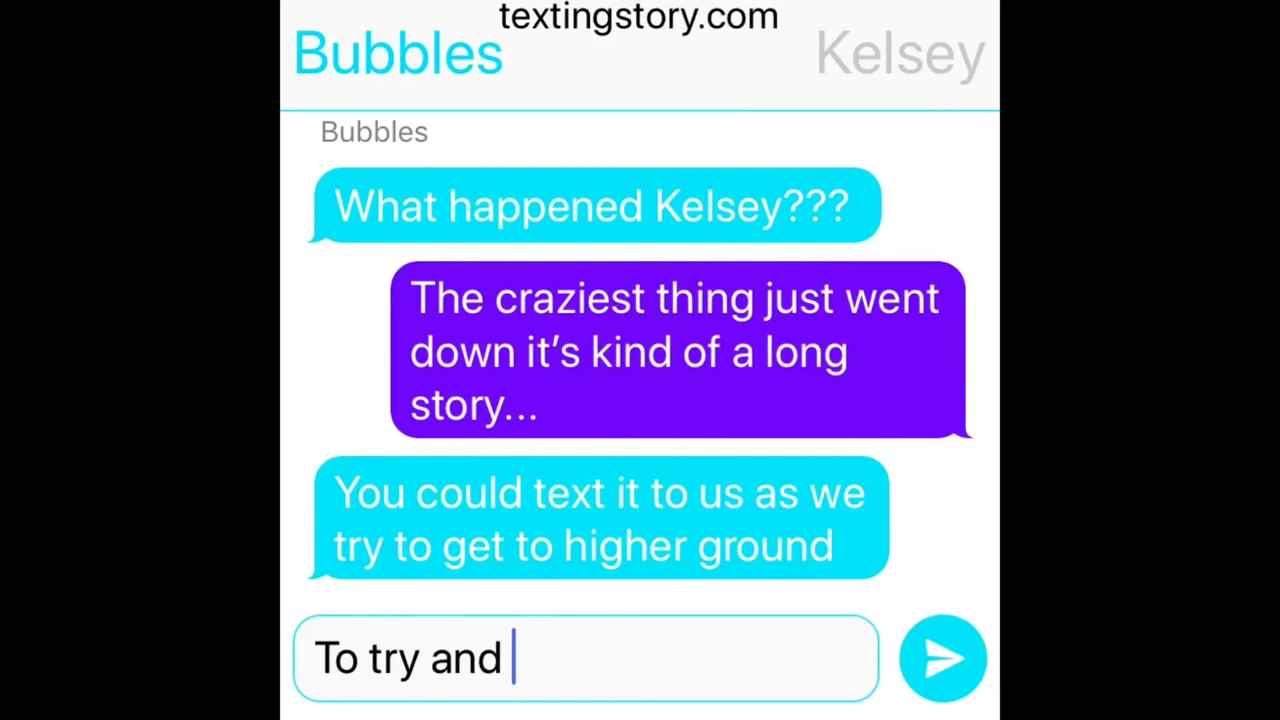 textingstory.com
Bubbles
Kelsey
Bubbles
What happened Kelsey???
The craziest thing just went
down it’s kind of a long
story...
You could text it to us as we
try to get to higher ground
To try and